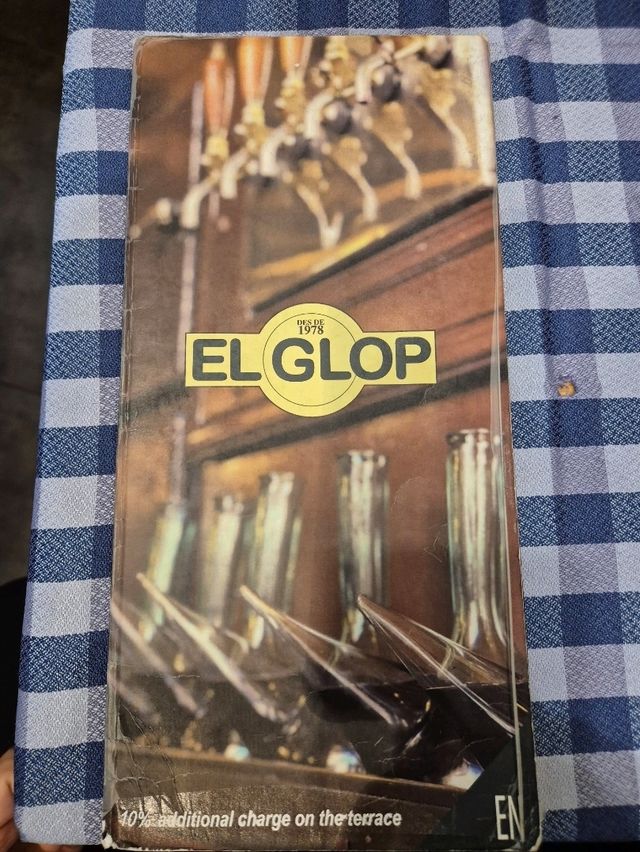 DES DE
1978
EL GLOP
10% additional charge on the terrace
EN